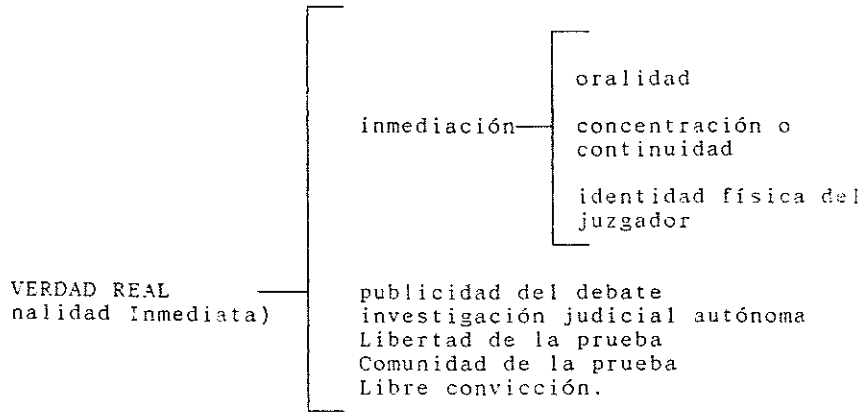 oralidad
inmediación
concentración o
continuidad
identidad física del
juzgador
VERDAD REAL
nalidad Inmediata)
publicidad del debate
investigación judicial autónoma
Libertad de la prueba
Comunidad de la prueba
Libre convicción.